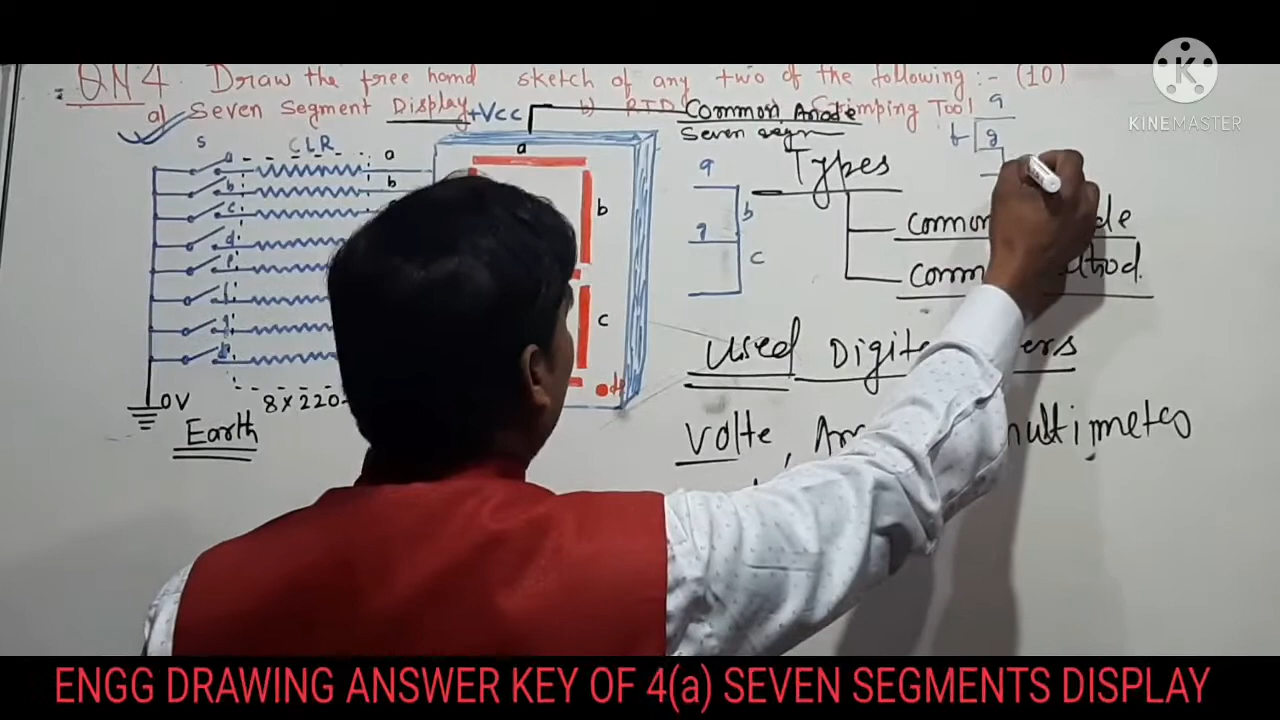 QN 4. Draw the free hand sketch of any two of the following :- (10)
a) Seven Segment Display b) RTD Crimping Tool
+Vcc
Common Anode
Seven segm
S
CLR
a
b
c
d
a
b
a
b
c
dp
8 X 220
0V
Earth
Types
Common
Comm
a
b
g
c
a
f
g
Used Digit
Volte,
multimeter
K
KINEMASTER
ENGG DRAWING ANSWER KEY OF 4(a) SEVEN SEGMENTS DISPLAY